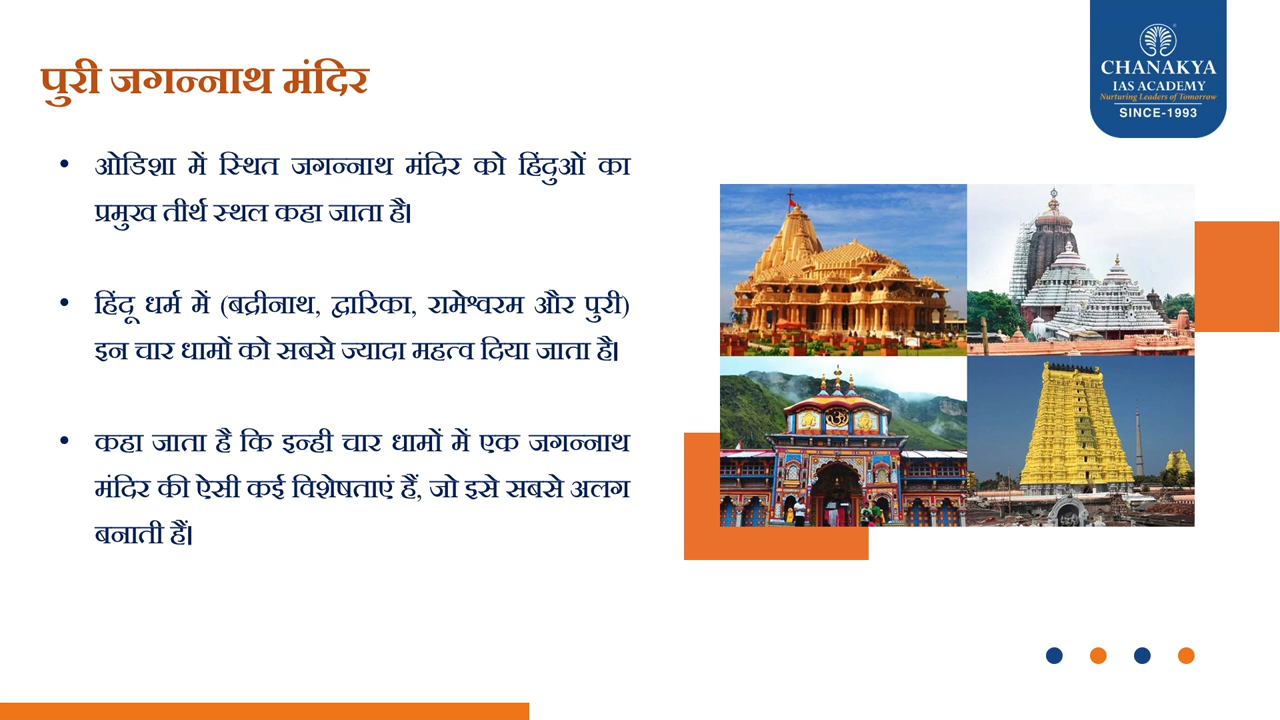 पुरी जगन्नाथ मंदिर
CHANAKYA
IAS ACADEMY
Nurturing Leaders of Tomorrow
SINCE-1993
• ओडिशा में स्थित जगन्नाथ मंदिर को हिंदुओं का
प्रमुख तीर्थ स्थल कहा जाता है।
• हिंदू धर्म में (बद्रीनाथ, द्वारिका, रामेश्वरम और पुरी)
इन चार धामों को सबसे ज्यादा महत्व दिया जाता है।
• कहा जाता है कि इन्ही चार धामों में एक जगन्नाथ
मंदिर की ऐसी कई विशेषताएं हैं, जो इसे सबसे अलग
बनाती हैं।